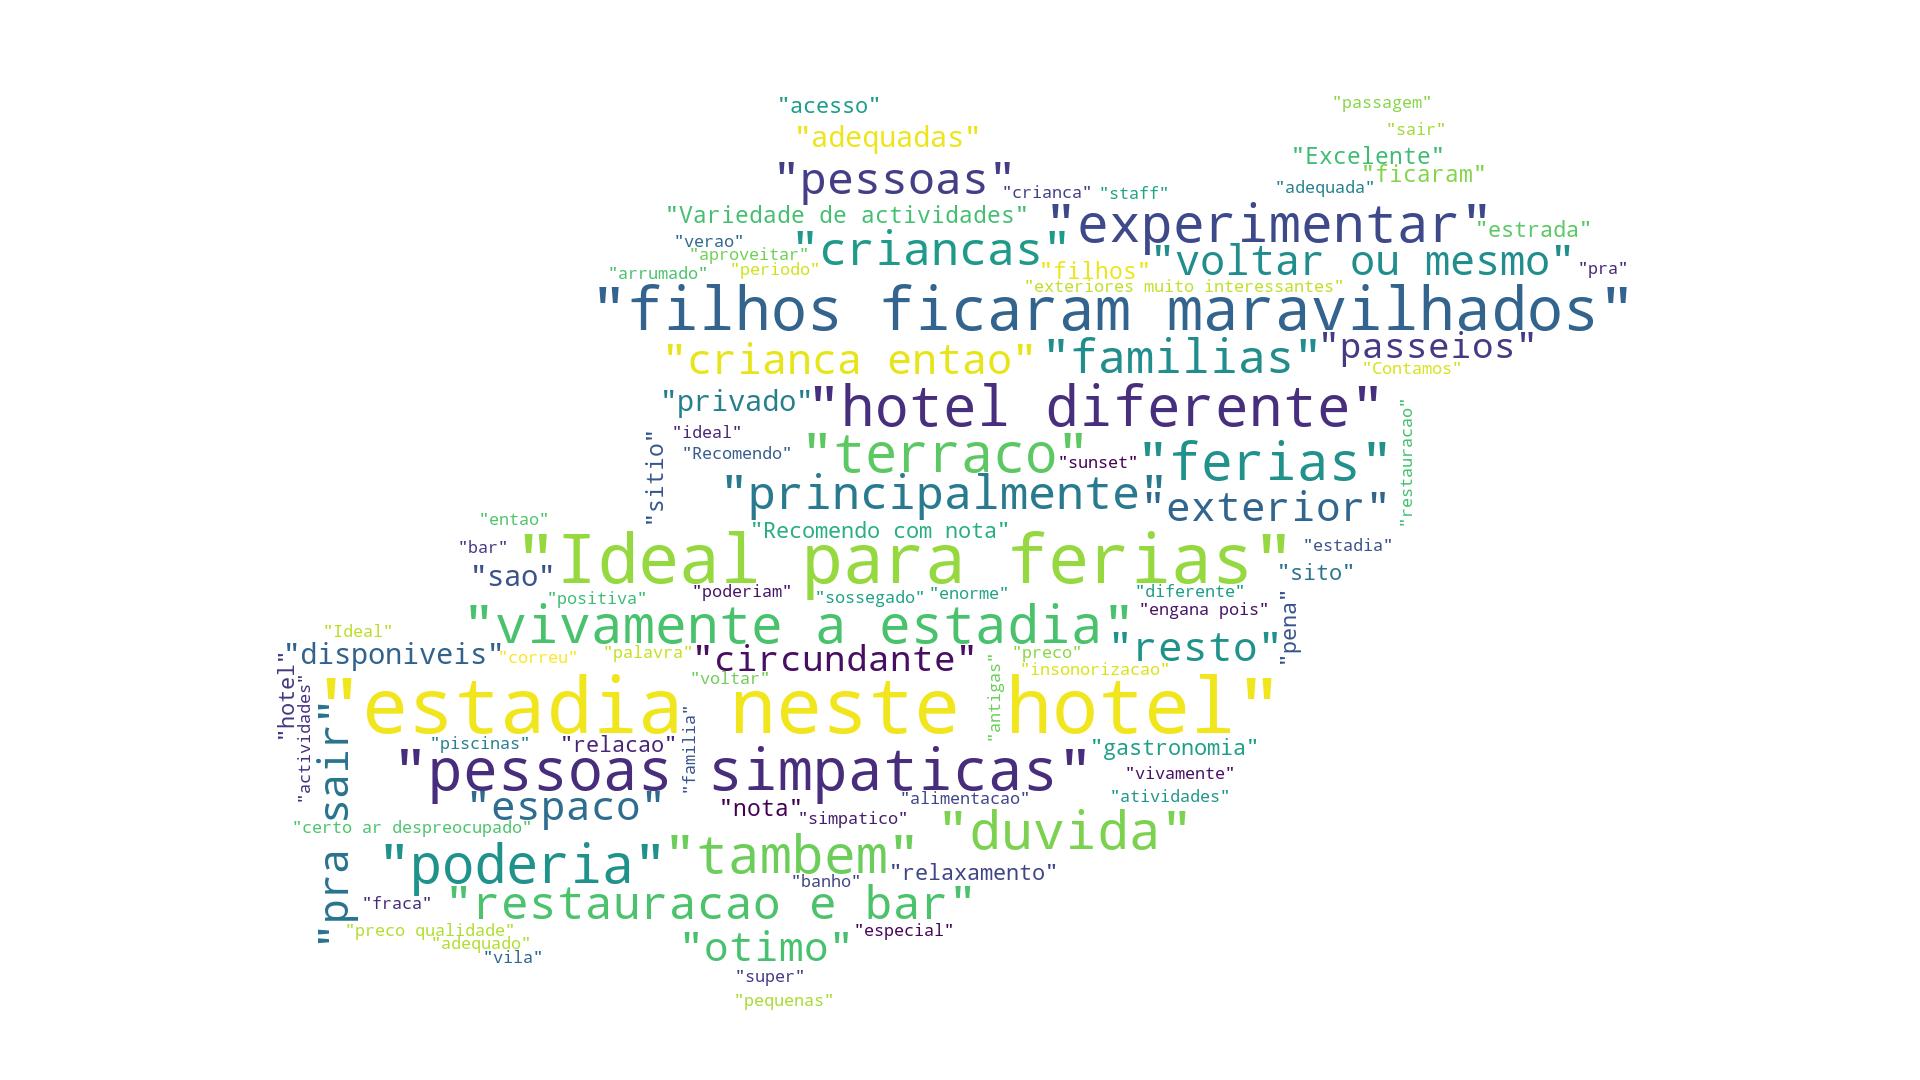 "acesso"
"passagem"
"sair"
"adequadas"
"Excelente"
"ficaram"
"pessoas"
"crianca"
"staff"
"adequada"
"Variedade de actividades"
"experimentar"
"estrada"
"verao"
"criancas"
"aproveitar"
"voltar ou mesmo"
"arrumado"
"periodo"
"filhos"
"pra"
"exteriores muito interessantes"
"filhos ficaram maravilhados"
"crianca entao"
"familias"
"passeios"
"Contamos"
"privado"
"hotel diferente"
"ideal"
"Recomendo"
"sitio"
"terraco"
"sunset"
"ferias"
"restauracao"
"principalmente"
"exterior"
"entao"
"Recomendo com nota"
"bar"
"Ideal para ferias"
"estadia"
"sao"
"sito"
"positiva"
"poderiam"
"sossegado"
"enorme"
"diferente"
"engana pois"
"pena"
"Ideal"
"vivamente a estadia"
"resto"
"hotel"
"disponiveis"
"correu"
"palavra"
"circundante"
"preco"
"insonorizacao"
"voltar"
"antigas"
"actividades"
"estadia neste hotel"
"pra sair"
"piscinas"
"relacao"
"familia"
"gastronomia"
"pessoas simpaticas"
"vivamente"
"espaco"
"nota"
"alimentacao"
"atividades"
"simpatico"
"certo ar despreocupado"
"duvida"
"poderia"
"tambem"
"banho"
"relaxamento"
"fraca"
"restauracao e bar"
"preco qualidade"
"especial"
"adequado"
"otimo"
"vila"
"super"
"pequenas"